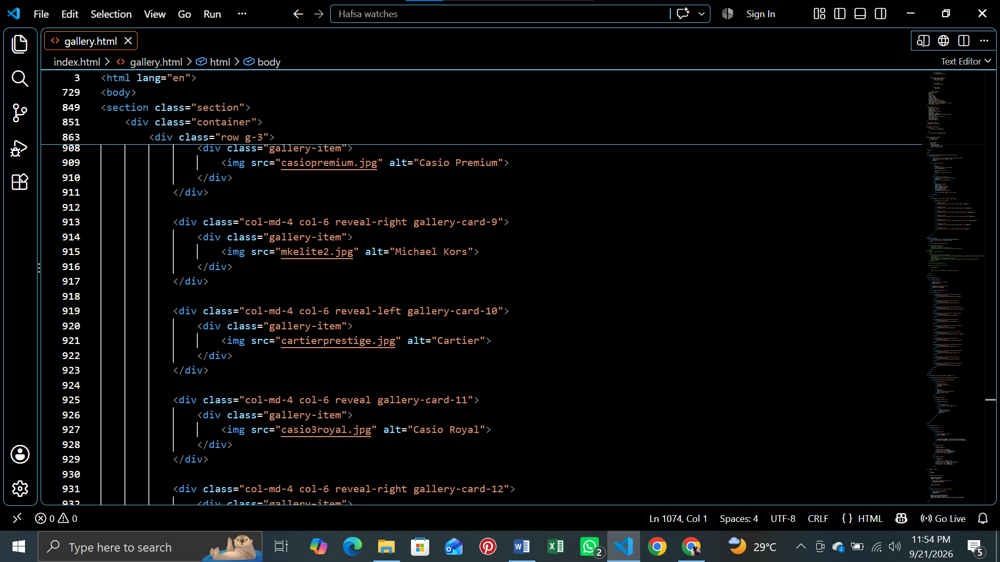 File Edit Selection View Go Run ···
Hafsa watches
Sign In
gallery.html
index.html > gallery.html > html > body
Text Editor
3 <html lang="en">
729 <body>
849 <section class="section">
851 <div class="container">
863 <div class="row g-3">
908 <div class="gallery-item">
909 <img src="casiopremium.jpg" alt="Casio Premium">
910 </div>
911 </div>
912
913 <div class="col-md-4 col-6 reveal-right gallery-card-9">
914 <div class="gallery-item">
915 <img src="mkelite2.jpg" alt="Michael Kors">
916 </div>
917 </div>
918
919 <div class="col-md-4 col-6 reveal-left gallery-card-10">
920 <div class="gallery-item">
921 <img src="cartierprestige.jpg" alt="Cartier">
922 </div>
923 </div>
924
925 <div class="col-md-4 col-6 reveal gallery-card-11">
926 <div class="gallery-item">
927 <img src="casio3royal.jpg" alt="Casio Royal">
928 </div>
929 </div>
930
931 <div class="col-md-4 col-6 reveal-right gallery-card-12">
932 <div class="gallery-item">
0 0 Ln 1074, Col 1 Spaces: 4 UTF-8 CRLF { } HTML Go Live
Type here to search
2
29°C
11:54 PM
9/21/2026
5